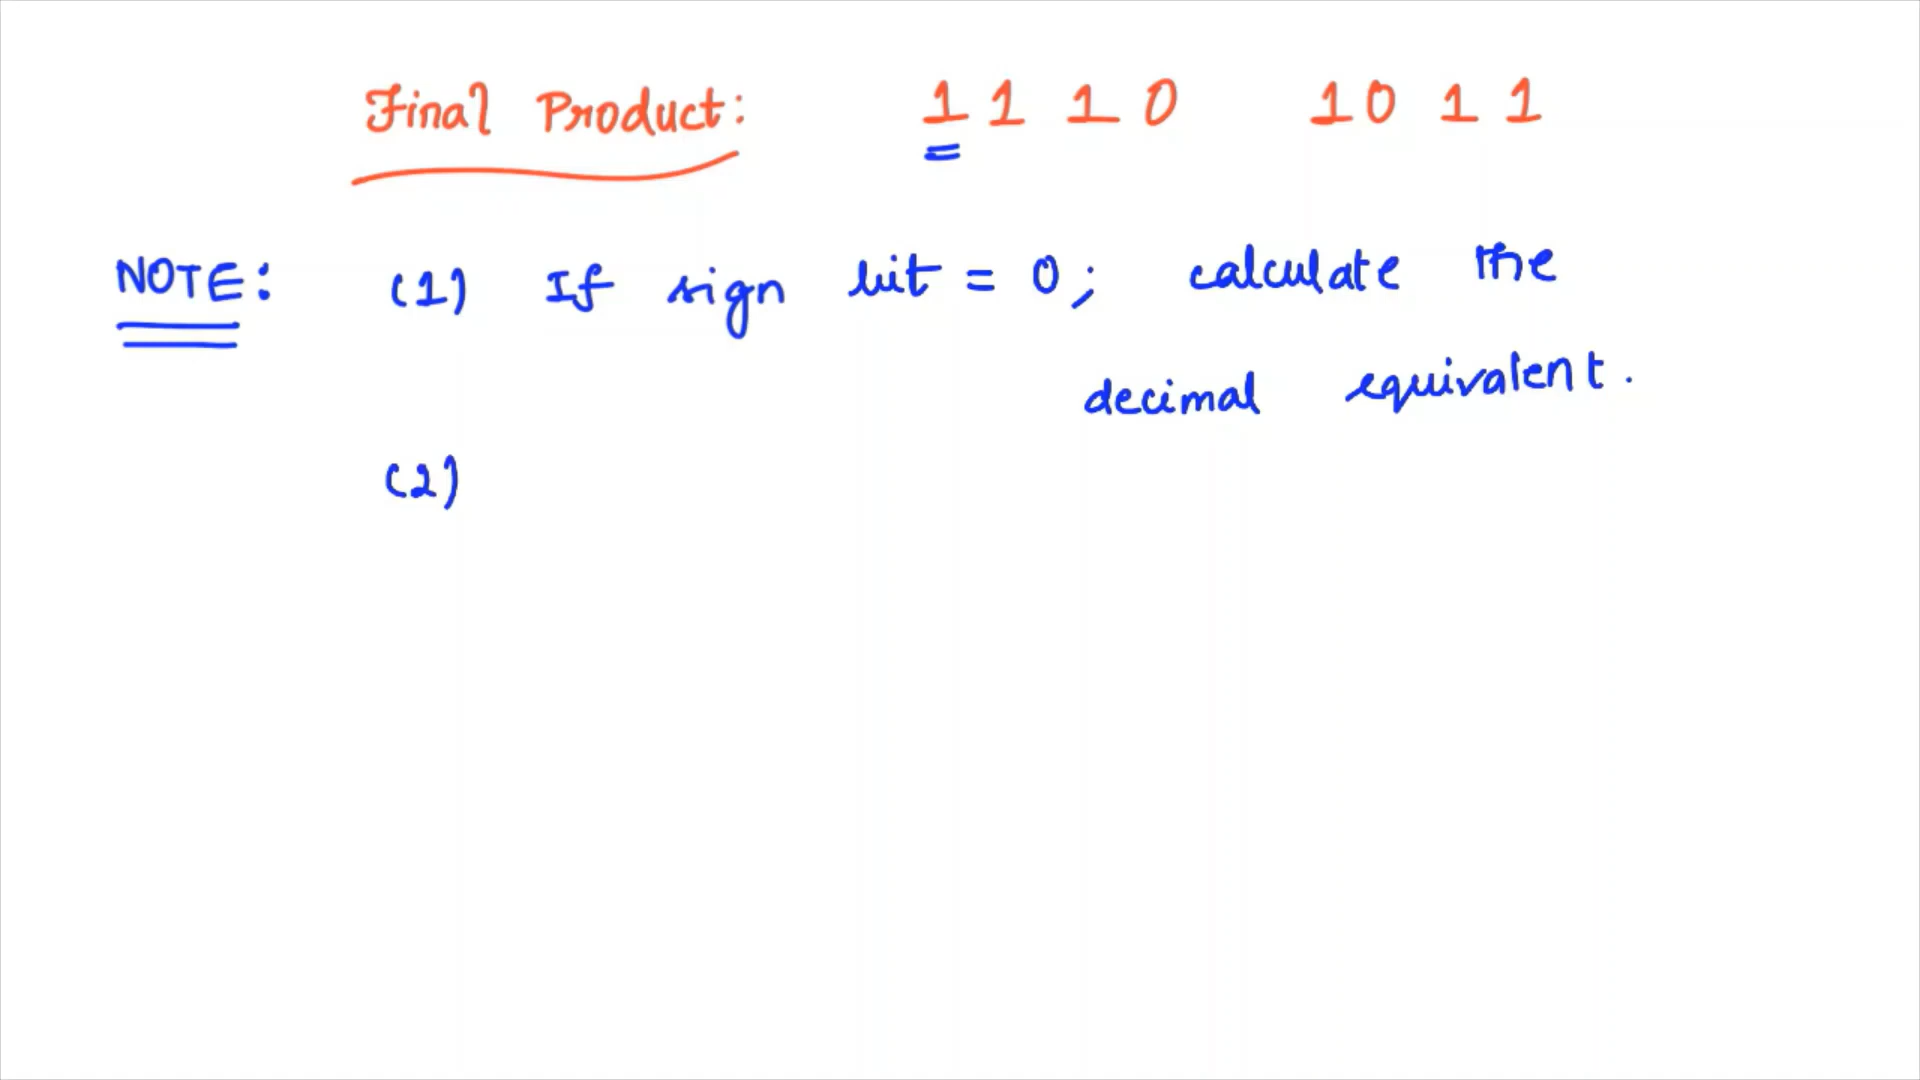 Final Product: 1 1 1 0 1 0 1 1
NOTE: (1) If sign bit = 0; calculate the
decimal equivalent.
(2)